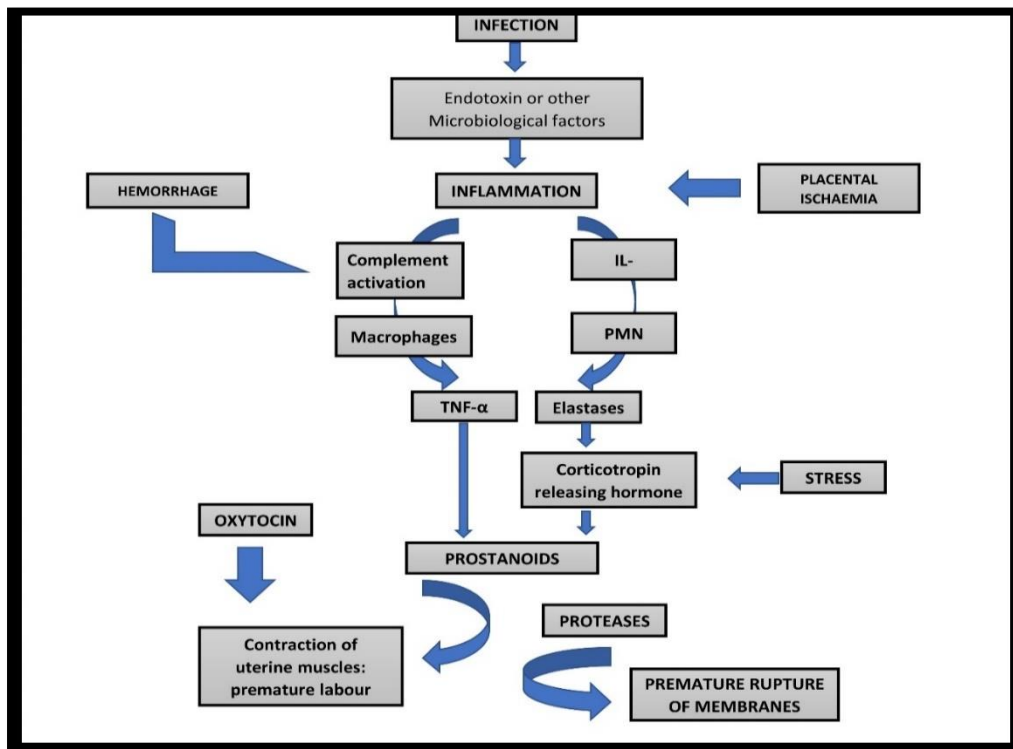 INFECTION
Endotoxin or other
Microbiological factors
HEMORRHAGE
INFLAMMATION
PLACENTAL
ISCHAEMIA
Complement
activation
IL-
Macrophages
PMN
TNF-α
Elastases
Corticotropin
releasing hormone
STRESS
OXYTOCIN
PROSTANOIDS
Contraction of
uterine muscles:
premature labour
PROTEASES
PREMATURE RUPTURE
OF MEMBRANES